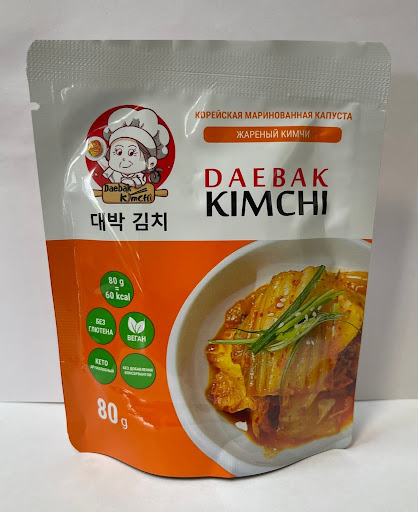 КОРЕЙСКАЯ МАРИНОВАННАЯ КАПУСТА
ЖАРЕНЫЙ КИМЧИ
Daebak
Kimchi
대박 김치
DAEBAK
KIMCHI
80 g
=
60 kcal
БЕЗ
ГЛЮТЕНА
ВЕГАН
КЕТО
БЕЗ ДОБАВЛЕНИЯ
КОНСЕРВАНТОВ
80 g